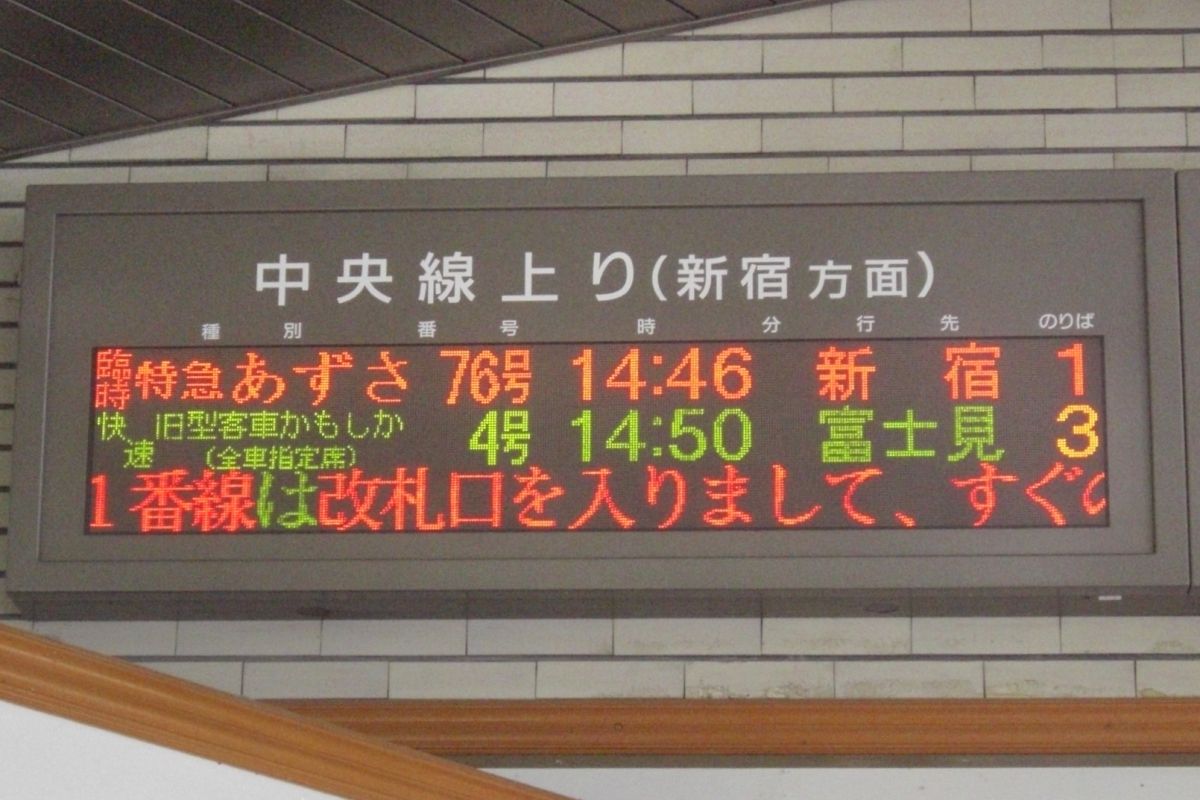 中央線上り(新宿方面)
種別 番号 時 分 行先 のりば
臨時 特急あずさ 76号 14:46 新宿 1
快速 旧型客車かもしか (全車指定席) 4号 14:50 富士見 3
1番線は改札口を入りまして、すぐの